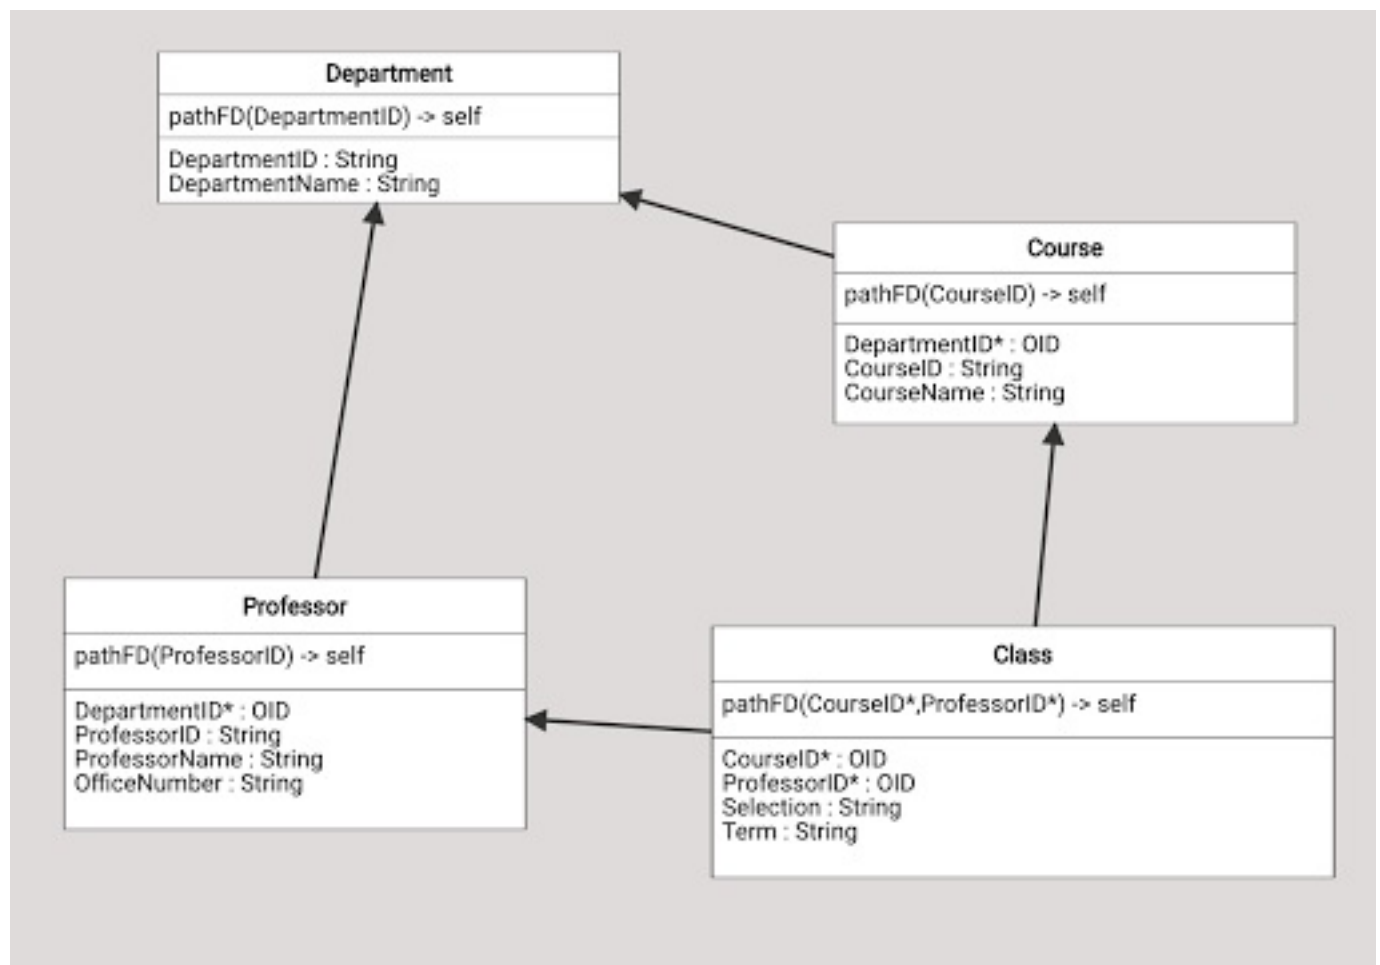 Department
pathFD(DepartmentID) -> self
DepartmentID : String
DepartmentName : String
Course
pathFD(CourseID) -> self
DepartmentID* : OID
CourseID : String
CourseName : String
Professor
pathFD(ProfessorID) -> self
DepartmentID* : OID
ProfessorID : String
ProfessorName : String
OfficeNumber : String
Class
pathFD(CourseID*,ProfessorID*) -> self
CourseID* : OID
ProfessorID* : OID
Selection : String
Term : String